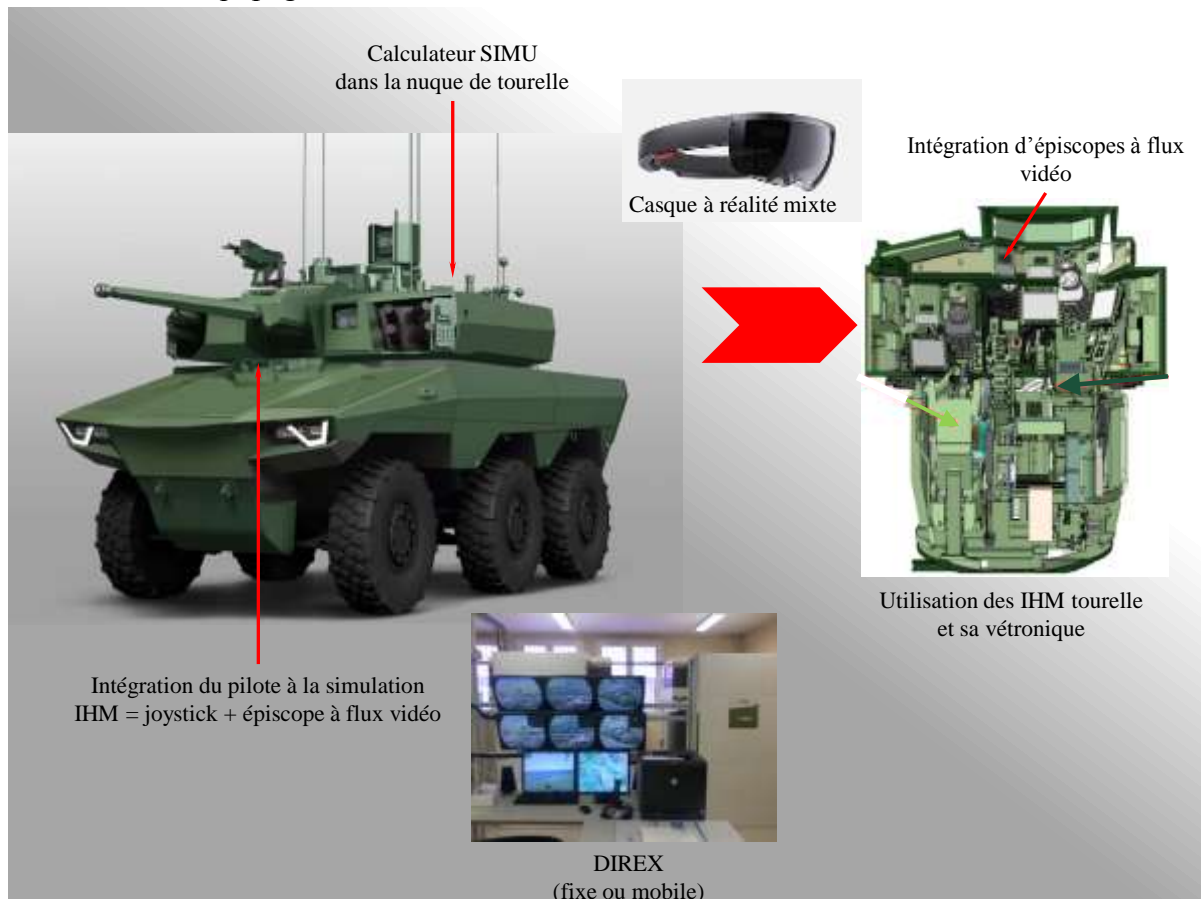 Calculateur SIMU
dans la nuque de tourelle
Casque à réalité mixte
Intégration d’épiscopes à flux
vidéo
Utilisation des IHM tourelle
et sa vétronique
Intégration du pilote à la simulation
IHM = joystick + épiscope à flux vidéo
DIREX
(fixe ou mobile)